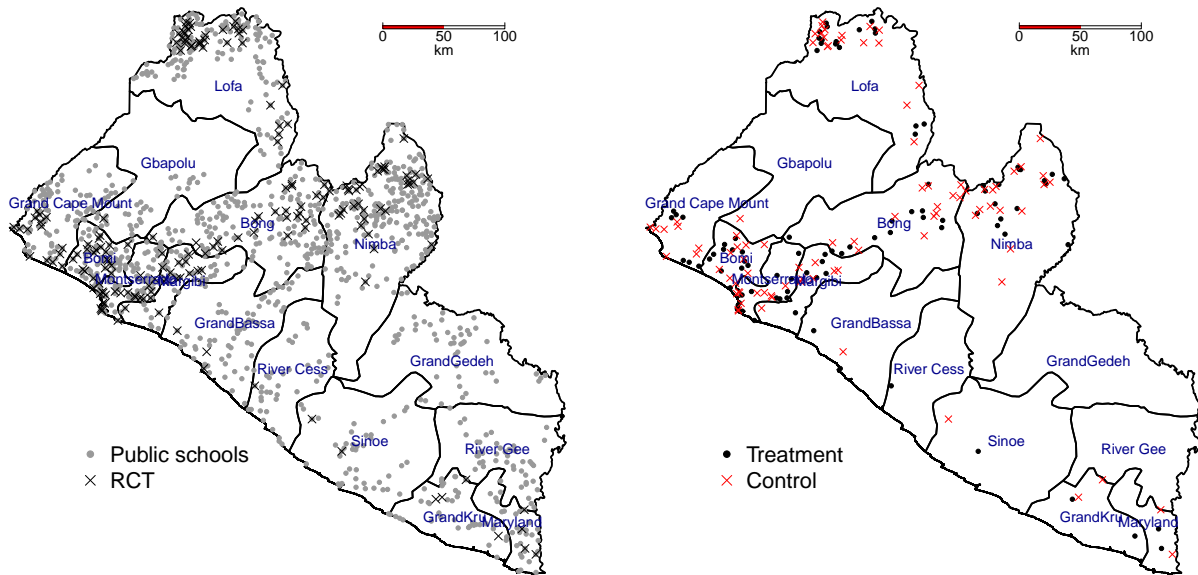 0 50 100
km
Lofa
Gbapolu
Grand Cape Mount
Bong
Nimba
Bomi
Montserrado
Margibi
GrandBassa
River Cess
GrandGedeh
Sinoe
River Gee
GrandKru
Maryland
Public schools
RCT
0 50 100
km
Lofa
Gbapolu
Grand Cape Mount
Bong
Nimba
Bomi
Montserrado
Margibi
GrandBassa
River Cess
GrandGedeh
Sinoe
River Gee
GrandKru
Maryland
Treatment
Control